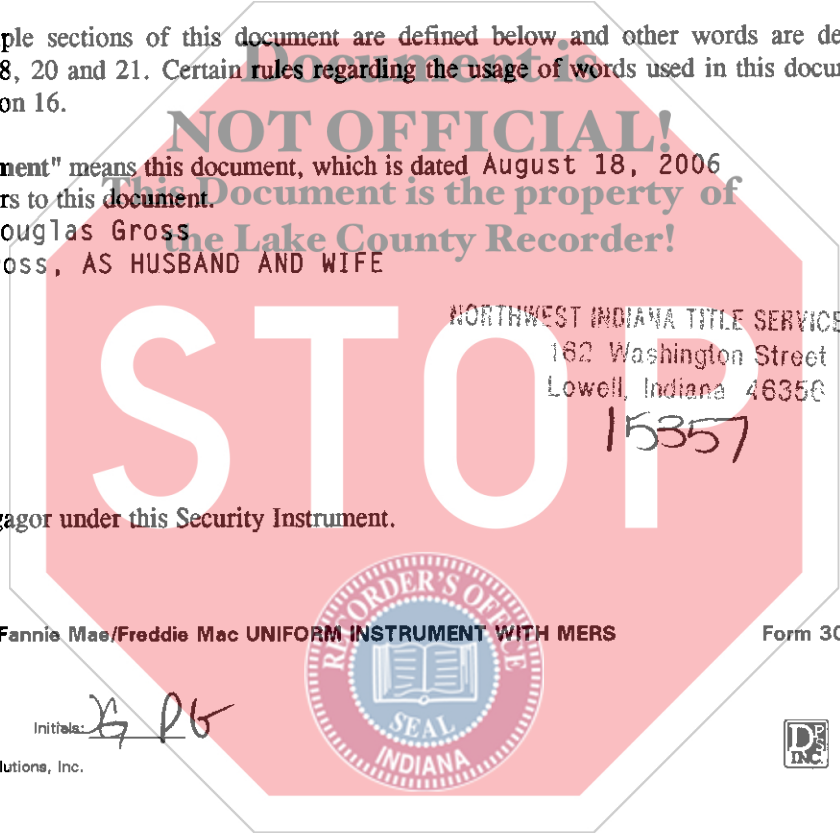 ple sections of this document are defined below and other words are de
8, 20 and 21. Certain rules regarding the usage of words used in this docu
on 16.
Document is
NOT OFFICIAL!
This Document is the property of
the Lake County Recorder!
ment" means this document, which is dated August 18, 2006
rs to this document.
ouglas Gross
oss, AS HUSBAND AND WIFE
STOP
NORTHWEST INDIANA TITLE SERVICE
162 Washington Street
Lowell, Indiana 46356
15357
gagor under this Security Instrument.
RECORDER'S OFFICE
SEAL
INDIANA
Fannie Mae/Freddie Mac UNIFORM INSTRUMENT WITH MERS
Form 30
Initials:
lutions, Inc.
DPS
INC.